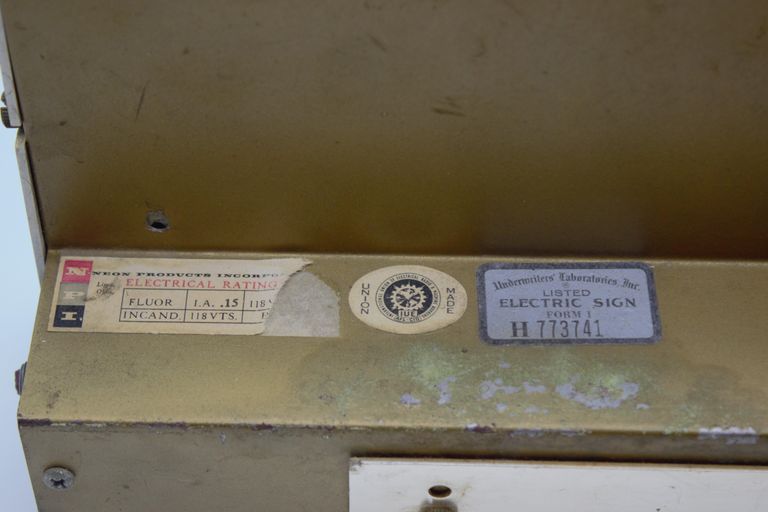 N
P
I
NEON PRODUCTS INCORPO
ELECTRICAL RATING
FLUOR I.A. .15 118 V
INCAND. 118 VTS.
UNION
MADE
IUE
Underwriters' Laboratories, Inc.
LISTED
ELECTRIC SIGN
FORM 1
H 773741